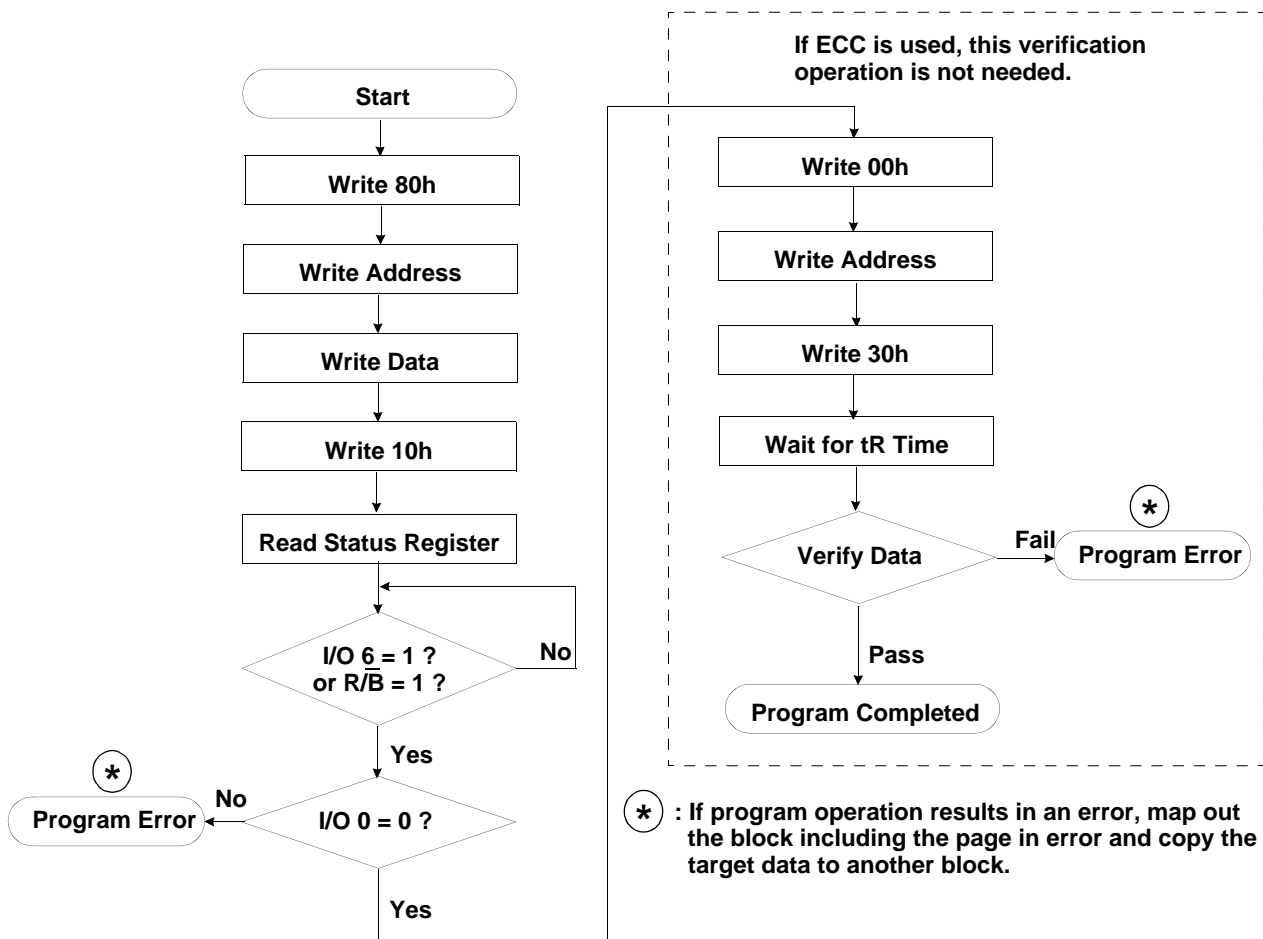 Start
Write 80h
Write Address
Write Data
Write 10h
Read Status Register
I/O 6 = 1 ?
or R/B̅ = 1 ?
No
Yes
*
No
Program Error
I/O 0 = 0 ?
Yes
If ECC is used, this verification
operation is not needed.
Write 00h
Write Address
Write 30h
Wait for tR Time
*
Verify Data
Fail
Program Error
Pass
Program Completed
* : If program operation results in an error, map out
the block including the page in error and copy the
target data to another block.